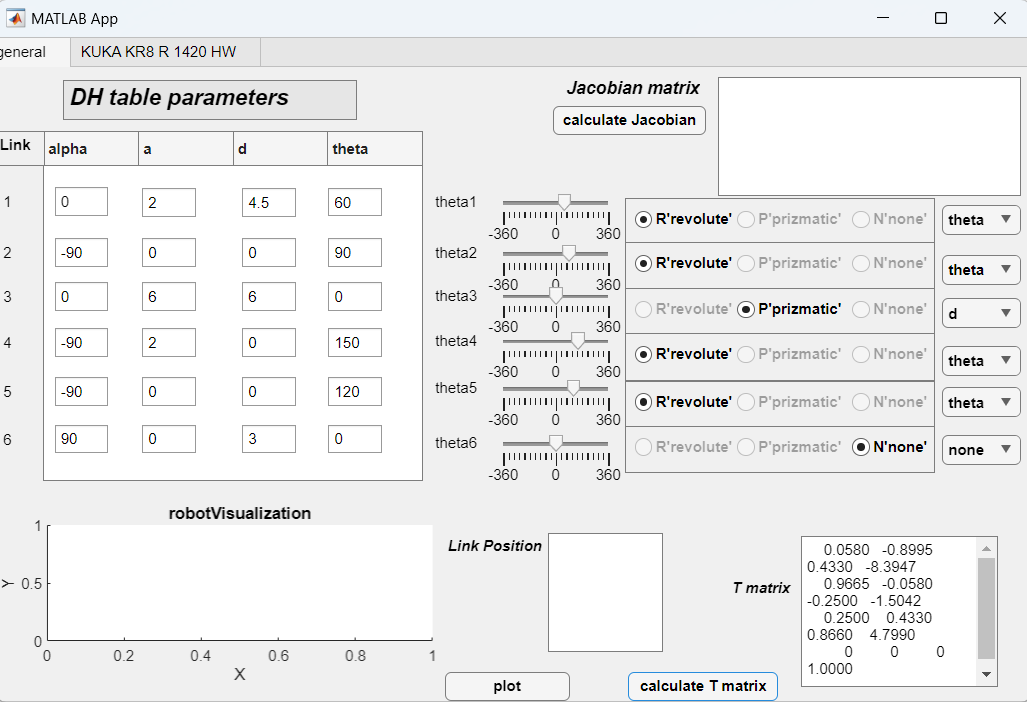 MATLAB App
general KUKA KR8 R 1420 HW
DH table parameters
Jacobian matrix
calculate Jacobian
Link alpha a d theta
1 0 2 4.5 60
2 -90 0 0 90
3 0 6 6 0
4 -90 2 0 150
5 -90 0 0 120
6 90 0 3 0
theta1
-360 0 360
theta2
-360 0 360
theta3
-360 0 360
theta4
-360 0 360
theta5
-360 0 360
theta6
-360 0 360
R'revolute' P'prizmatic' N'none' theta
R'revolute' P'prizmatic' N'none' theta
R'revolute' P'prizmatic' N'none' d
R'revolute' P'prizmatic' N'none' theta
R'revolute' P'prizmatic' N'none' theta
R'revolute' P'prizmatic' N'none' none
robotVisualization
1
0.5
0
Y
0 0.2 0.4 0.6 0.8 1
X
Link Position
plot
T matrix
0.0580 -0.8995
0.4330 -8.3947
0.9665 -0.0580
-0.2500 -1.5042
0.2500 0.4330
0.8660 4.7990
0 0 0
1.0000
calculate T matrix